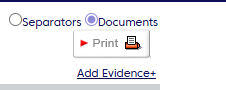 Separators Documents
Print
Add Evidence+